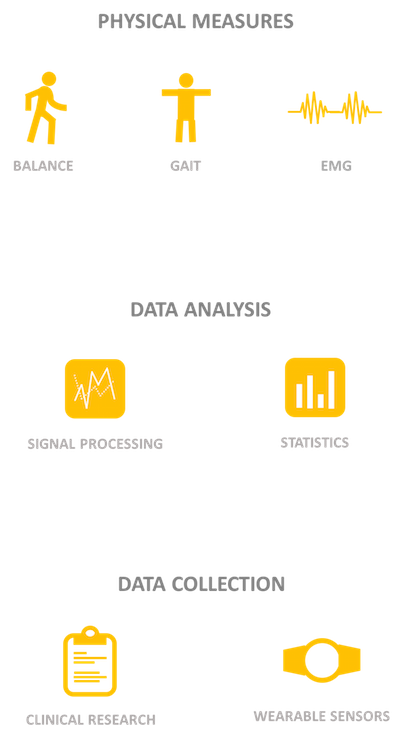 PHYSICAL MEASURES
BALANCE
GAIT
EMG
DATA ANALYSIS
SIGNAL PROCESSING
STATISTICS
DATA COLLECTION
CLINICAL RESEARCH
WEARABLE SENSORS